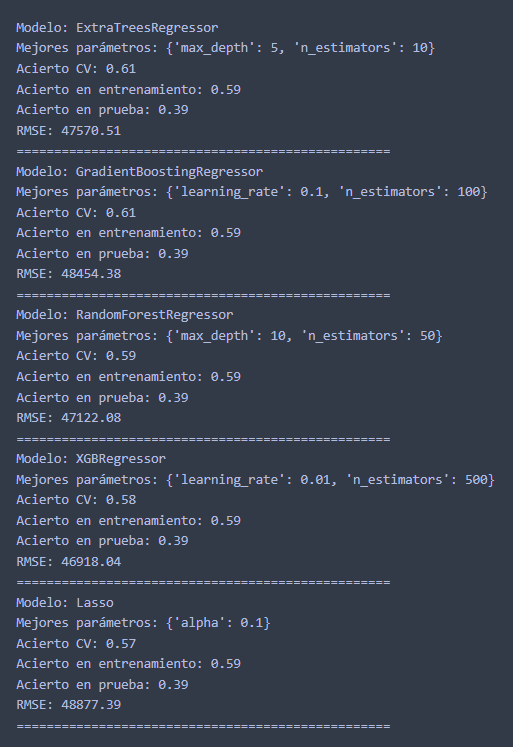 Modelo: ExtraTreesRegressor
Mejores parámetros: {'max_depth': 5, 'n_estimators': 10}
Acierto CV: 0.61
Acierto en entrenamiento: 0.59
Acierto en prueba: 0.39
RMSE: 47570.51
==================================================
Modelo: GradientBoostingRegressor
Mejores parámetros: {'learning_rate': 0.1, 'n_estimators': 100}
Acierto CV: 0.61
Acierto en entrenamiento: 0.59
Acierto en prueba: 0.39
RMSE: 48454.38
==================================================
Modelo: RandomForestRegressor
Mejores parámetros: {'max_depth': 10, 'n_estimators': 50}
Acierto CV: 0.59
Acierto en entrenamiento: 0.59
Acierto en prueba: 0.39
RMSE: 47122.08
==================================================
Modelo: XGBRegressor
Mejores parámetros: {'learning_rate': 0.01, 'n_estimators': 500}
Acierto CV: 0.58
Acierto en entrenamiento: 0.59
Acierto en prueba: 0.39
RMSE: 46918.04
==================================================
Modelo: Lasso
Mejores parámetros: {'alpha': 0.1}
Acierto CV: 0.57
Acierto en entrenamiento: 0.59
Acierto en prueba: 0.39
RMSE: 48877.39
==================================================